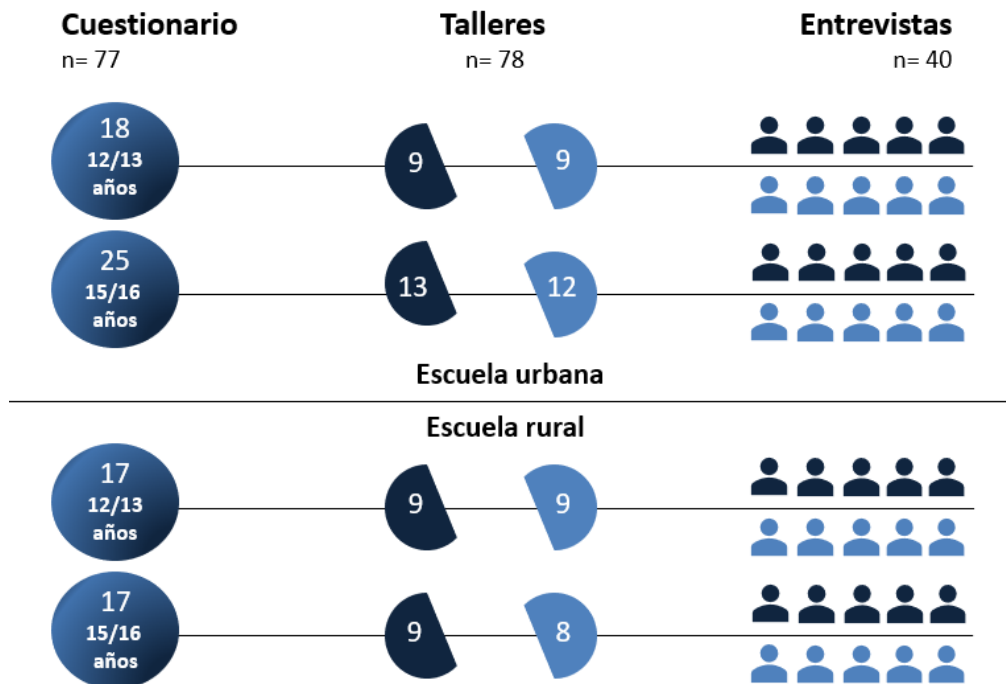 Cuestionario Talleres Entrevistas
n= 77 n= 78 n= 40
18
12/13
años
9 9
25
15/16
años
13 12
Escuela urbana
Escuela rural
17
12/13
años
9 9
17
15/16
años
9 8